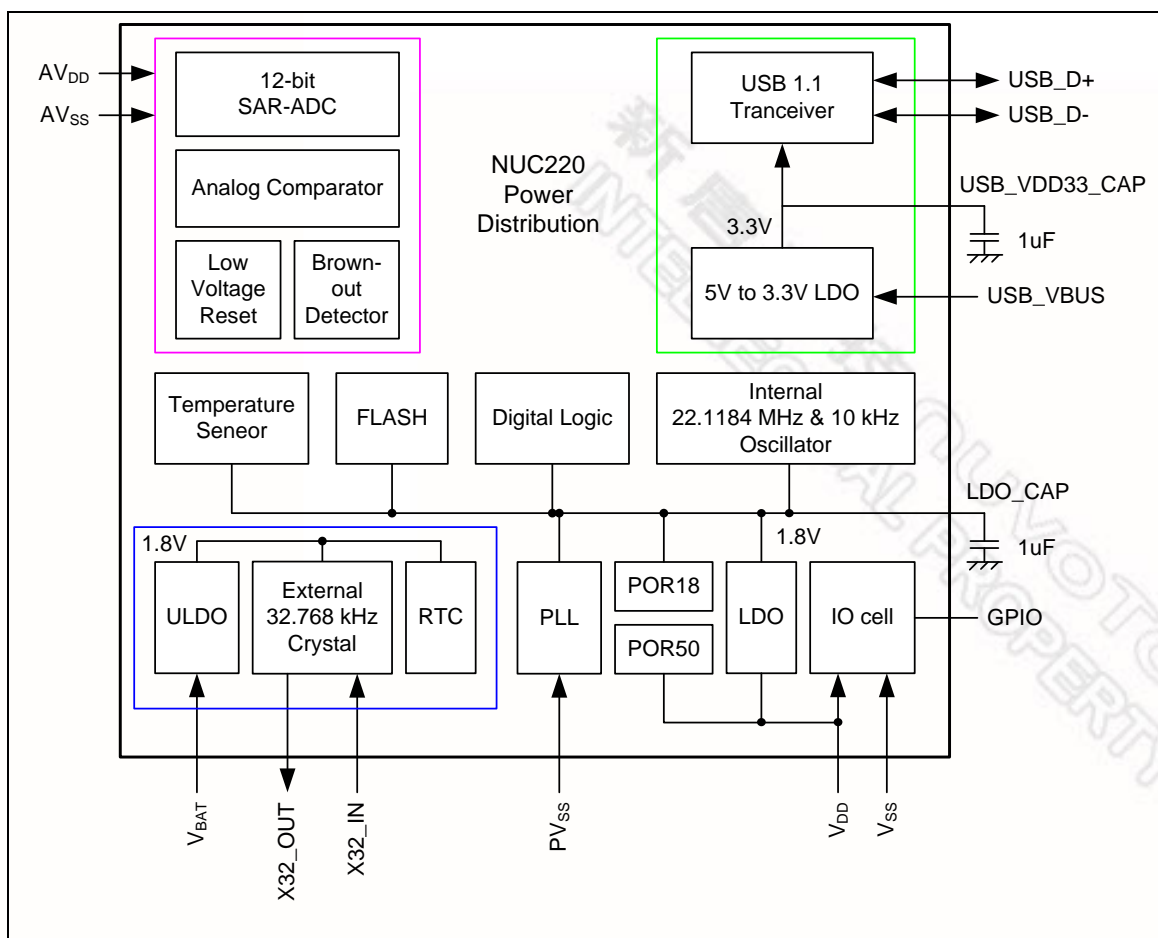 AVDD
AVSS
12-bit
SAR-ADC
Analog Comparator
Low
Voltage
Reset
Brown-
out
Detector
NUC220
Power
Distribution
USB 1.1
Tranceiver
USB_D+
USB_D-
USB_VDD33_CAP
1uF
3.3V
5V to 3.3V LDO
USB_VBUS
Temperature
Seneor
FLASH
Digital Logic
Internal
22.1184 MHz & 10 kHz
Oscillator
LDO_CAP
1uF
1.8V
ULDO
External
32.768 kHz
Crystal
RTC
PLL
POR18
POR50
1.8V
LDO
IO cell
GPIO
VBAT
X32_OUT
X32_IN
PVSS
VDD
VSS